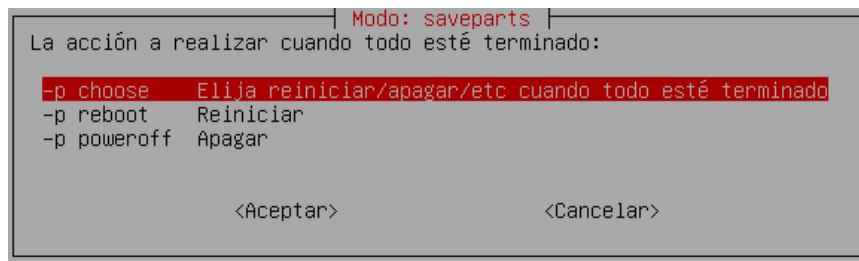 Modo: saveparts
La acción a realizar cuando todo esté terminado:
-p choose Elija reiniciar/apagar/etc cuando todo esté terminado
-p reboot Reiniciar
-p poweroff Apagar
<Aceptar> <Cancelar>